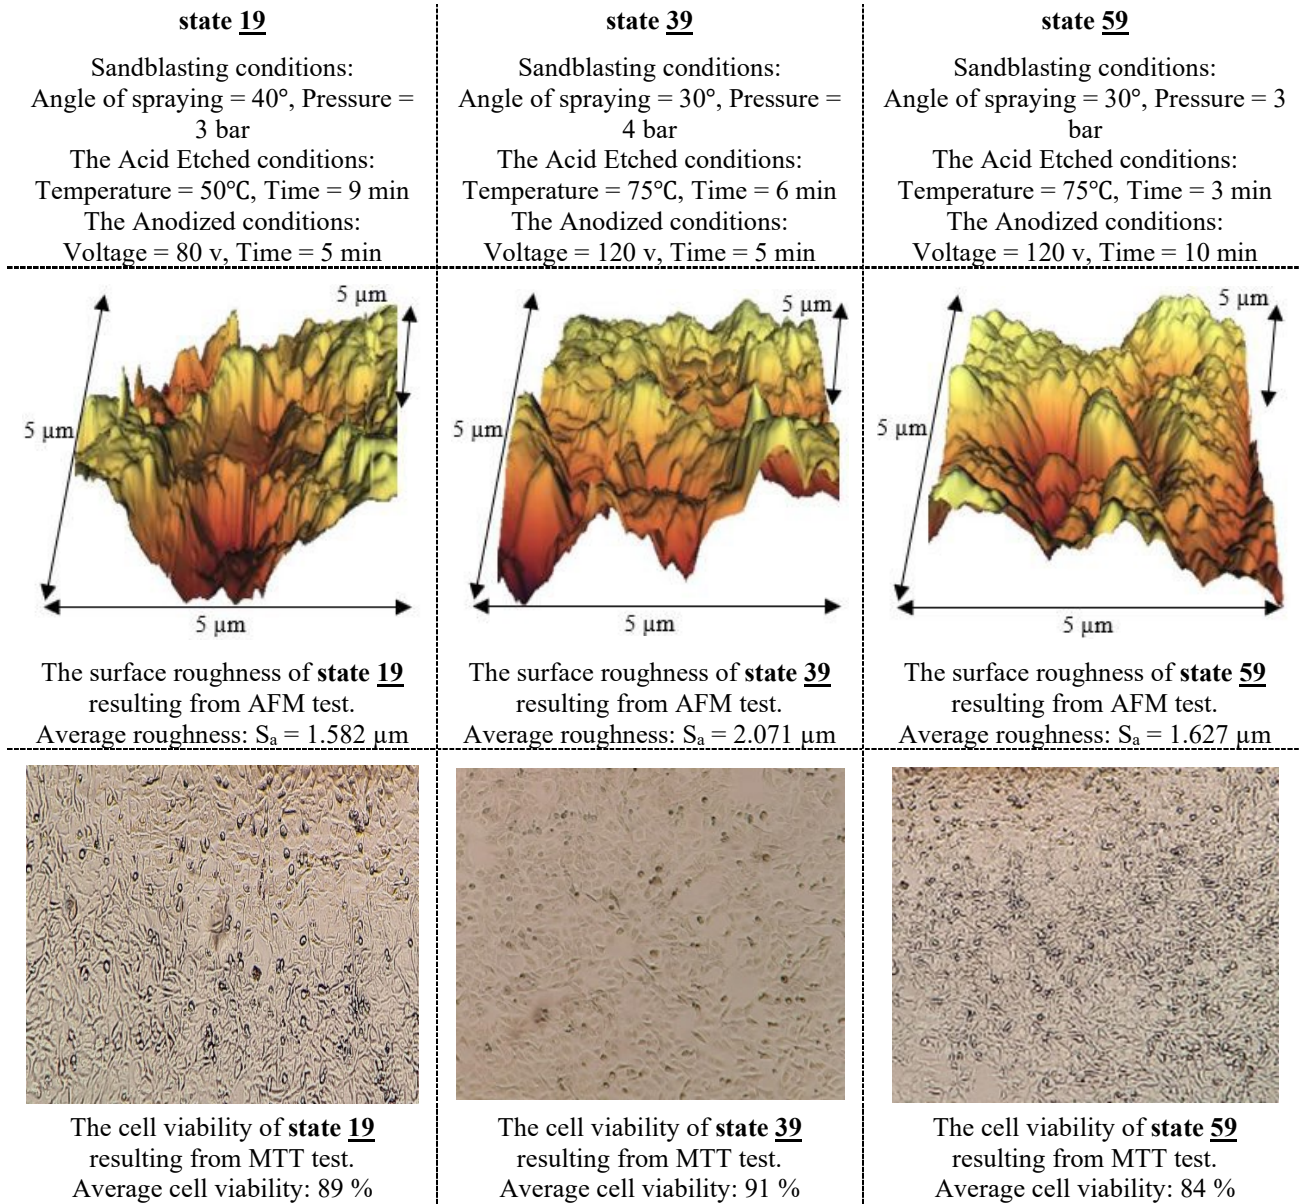 state 19
Sandblasting conditions:
Angle of spraying = 40°, Pressure =
3 bar
The Acid Etched conditions:
Temperature = 50℃, Time = 9 min
The Anodized conditions:
Voltage = 80 v, Time = 5 min
state 39
Sandblasting conditions:
Angle of spraying = 30°, Pressure =
4 bar
The Acid Etched conditions:
Temperature = 75℃, Time = 6 min
The Anodized conditions:
Voltage = 120 v, Time = 5 min
state 59
Sandblasting conditions:
Angle of spraying = 30°, Pressure = 3
bar
The Acid Etched conditions:
Temperature = 75℃, Time = 3 min
The Anodized conditions:
Voltage = 120 v, Time = 10 min
5 µm
5 µm
5 µm
The surface roughness of state 19
resulting from AFM test.
Average roughness: Sa = 1.582 µm
5 µm
5 µm
5 µm
The surface roughness of state 39
resulting from AFM test.
Average roughness: Sa = 2.071 µm
5 µm
5 µm
5 µm
The surface roughness of state 59
resulting from AFM test.
Average roughness: Sa = 1.627 µm
The cell viability of state 19
resulting from MTT test.
Average cell viability: 89 %
The cell viability of state 39
resulting from MTT test.
Average cell viability: 91 %
The cell viability of state 59
resulting from MTT test.
Average cell viability: 84 %